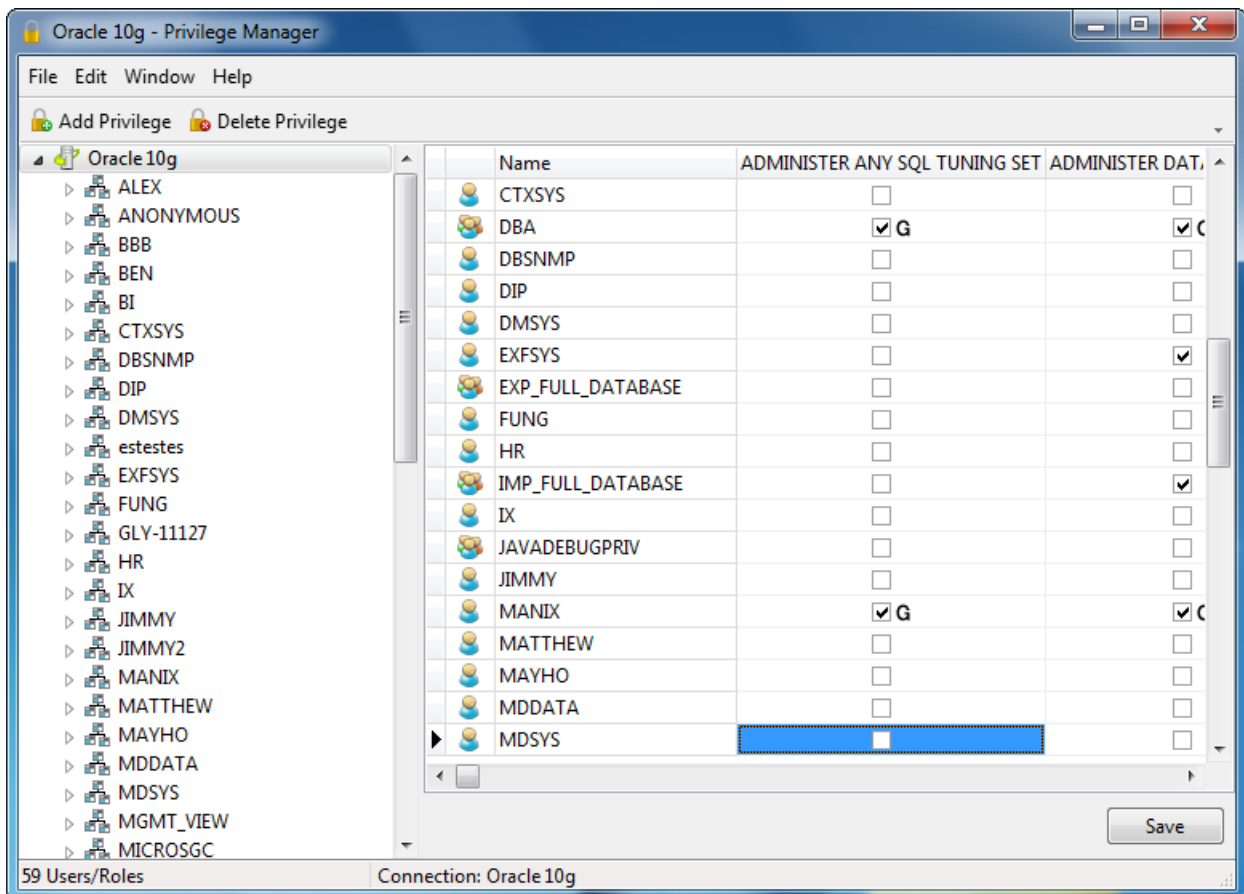 Oracle 10g - Privilege Manager
File Edit Window Help
Add Privilege Delete Privilege
Oracle 10g
ALEX
ANONYMOUS
BBB
BEN
BI
CTXSYS
DBSNMP
DIP
DMSYS
estestes
EXFSYS
FUNG
GLY-11127
HR
IX
JIMMY
JIMMY2
MANIX
MATTHEW
MAYHO
MDDATA
MDSYS
MGMT_VIEW
MICROSGC
Name ADMINISTER ANY SQL TUNING SET ADMINISTER DATA
CTXSYS
DBA G G
DBSNMP
DIP
DMSYS
EXFSYS
EXP_FULL_DATABASE
FUNG
HR
IMP_FULL_DATABASE
IX
JAVADEBUGPRIV
JIMMY
MANIX G G
MATTHEW
MAYHO
MDDATA
MDSYS
Save
59 Users/Roles Connection: Oracle 10g